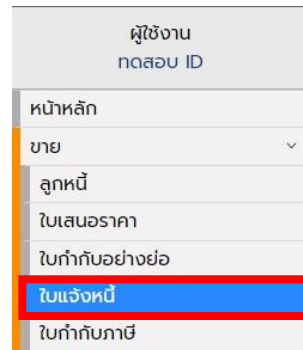 ผู้ใช้งาน
ทดสอบ ID
หน้าหลัก
ขาย
ลูกหนี้
ใบเสนอราคา
ใบกำกับอย่างย่อ
ใบแจ้งหนี้
ใบกำกับภาษี